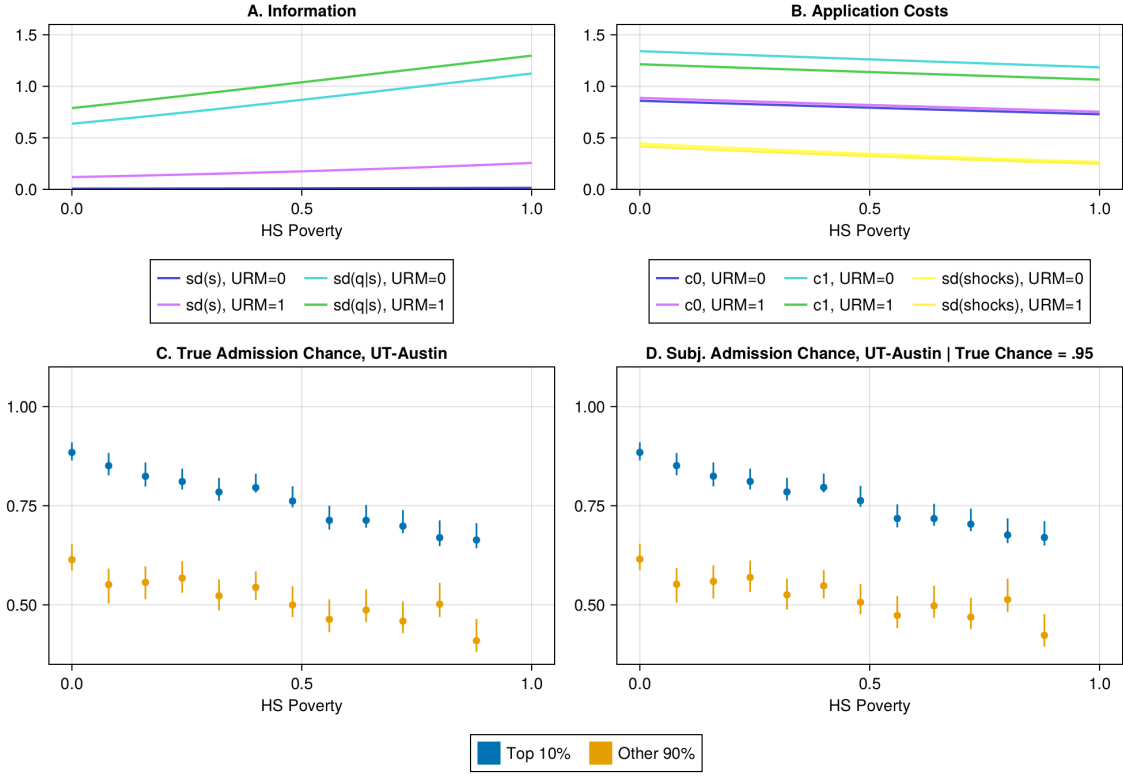 A. Information
1.5
1.0
0.5
0.0
0.0
0.5
1.0
HS Poverty
sd(s), URM=0
sd(q|s), URM=0
sd(s), URM=1
sd(q|s), URM=1
B. Application Costs
1.5
1.0
0.5
0.0
0.0
0.5
1.0
HS Poverty
c0, URM=0
c1, URM=0
sd(shocks), URM=0
c0, URM=1
c1, URM=1
sd(shocks), URM=1
C. True Admission Chance, UT-Austin
1.00
0.75
0.50
0.0
0.5
1.0
HS Poverty
D. Subj. Admission Chance, UT-Austin | True Chance = .95
1.00
0.75
0.50
0.0
0.5
1.0
HS Poverty
Top 10%
Other 90%